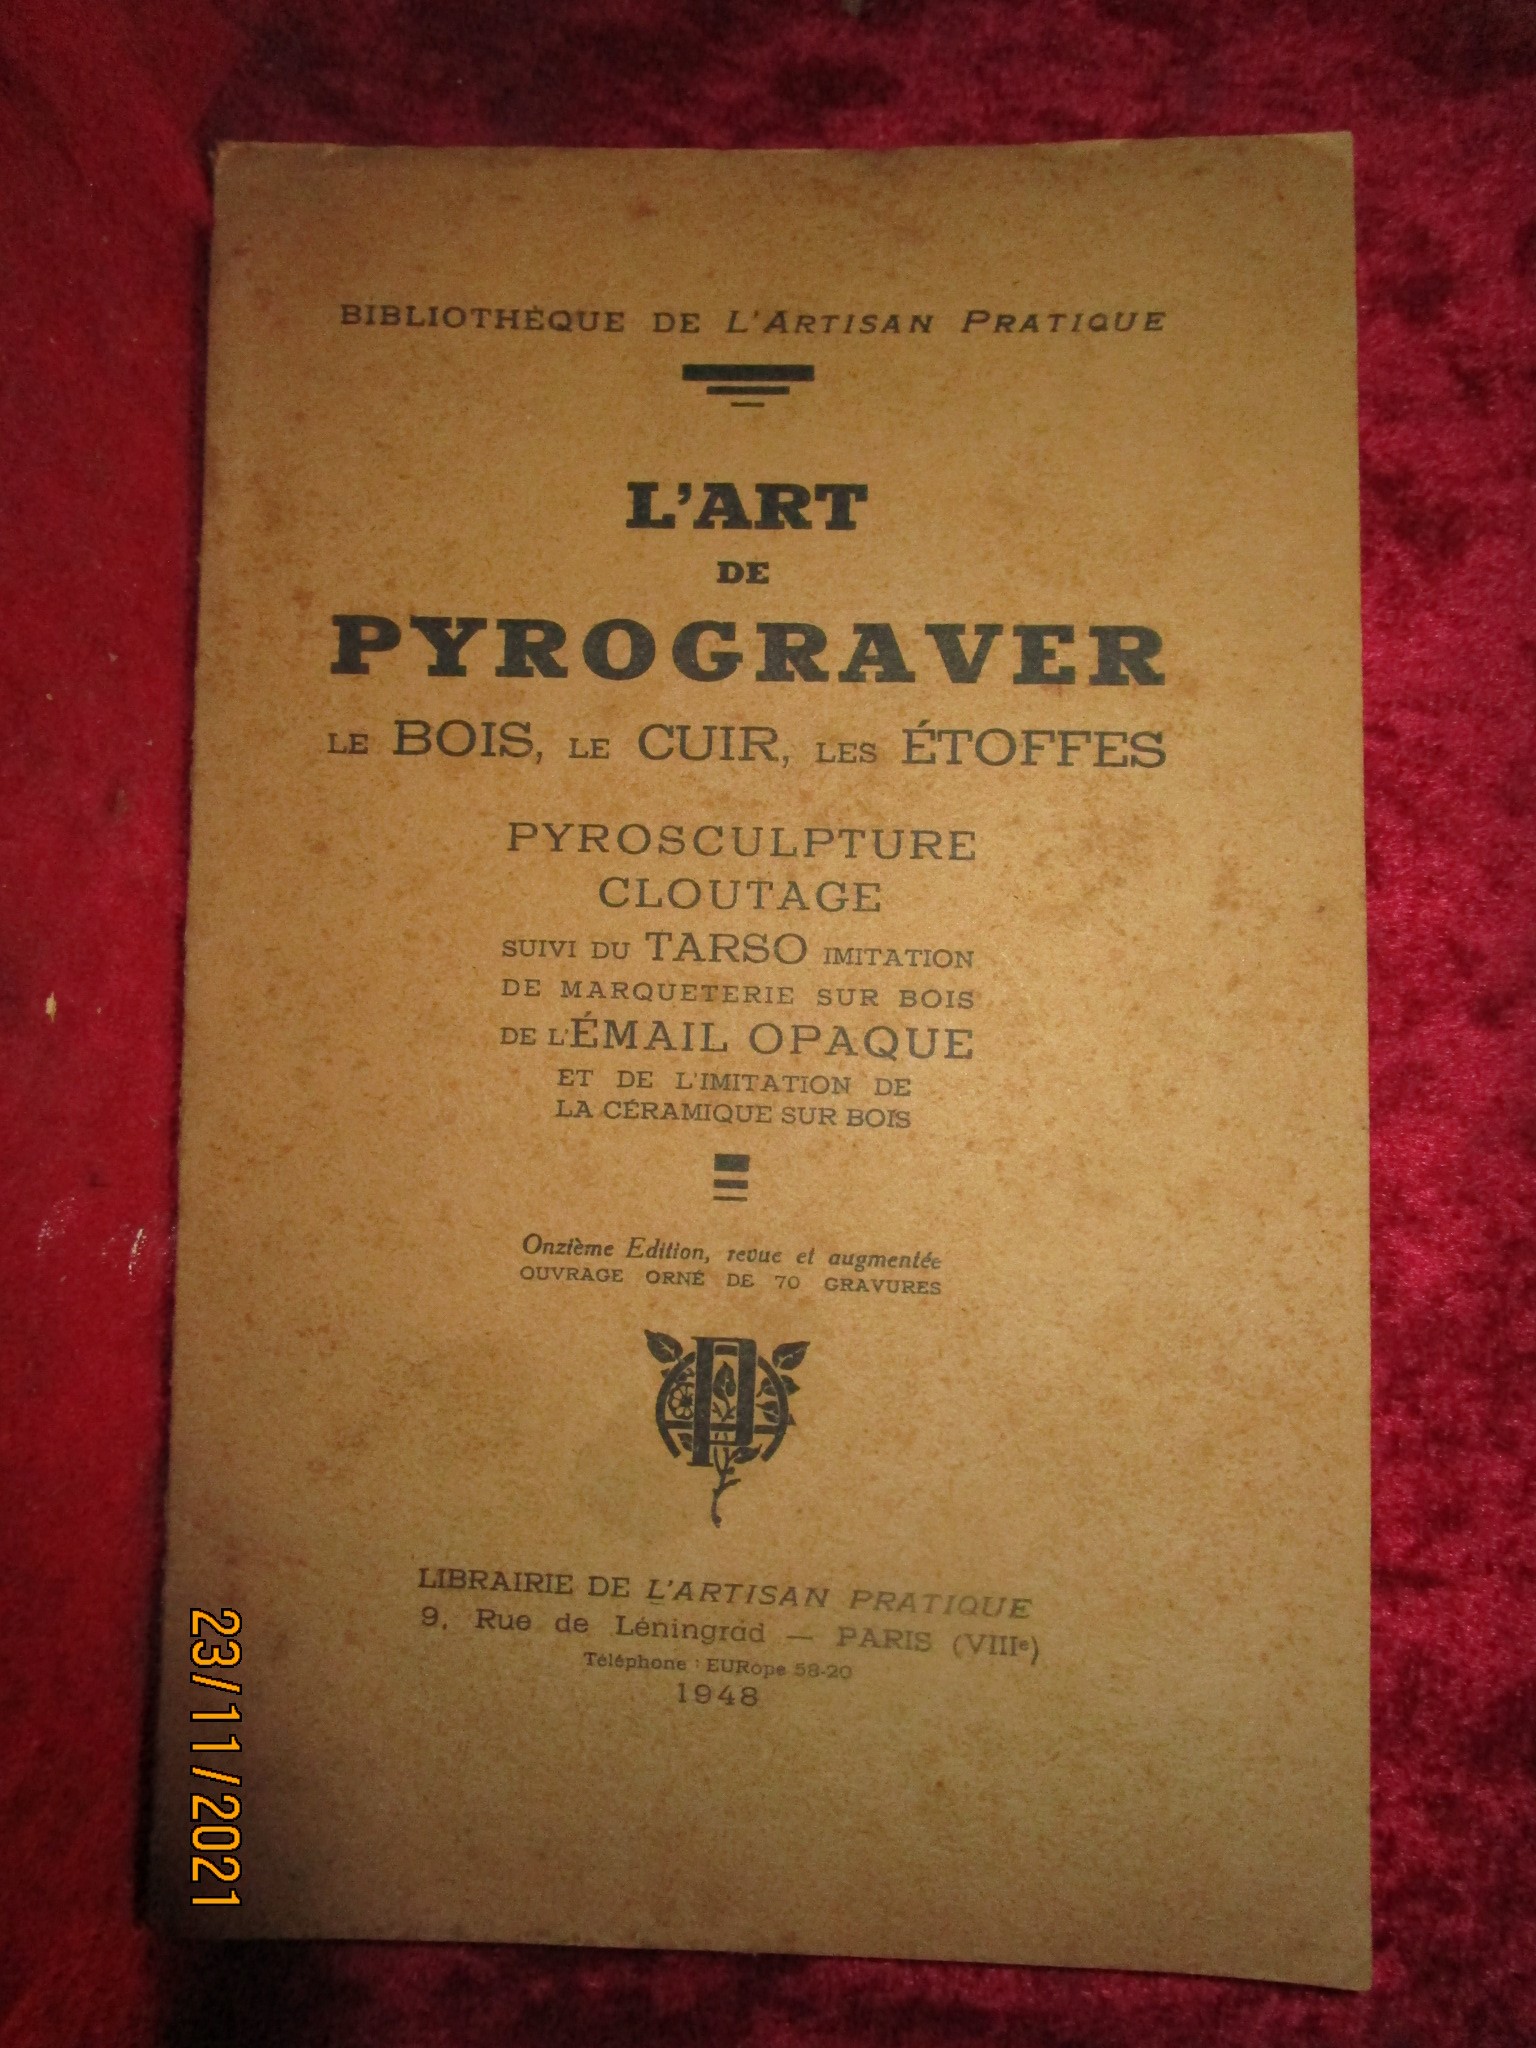 BIBLIOTHÈQUE DE L'ARTISAN PRATIQUE
L'ART
DE
PYROGRAVER
LE BOIS, LE CUIR, LES ÉTOFFES
PYROSCULPTURE
CLOUTAGE
SUIVI DU TARSO IMITATION
DE MARQUETERIE SUR BOIS
DE L'ÉMAIL OPAQUE
ET DE L'IMITATION DE
LA CÉRAMIQUE SUR BOIS
Onzième Edition, revue et augmentée
OUVRAGE ORNÉ DE 70 GRAVURES
LIBRAIRIE DE L'ARTISAN PRATIQUE
9, Rue de Léningrad — PARIS (VIIIe)
Téléphone : EUROpe 58-20
1948
23/11/2021